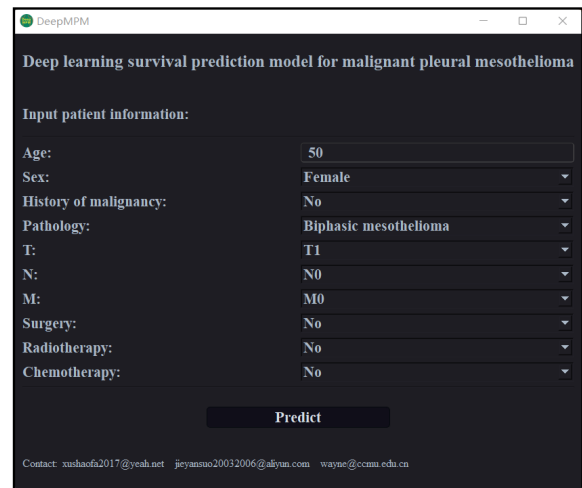 DeepMPM
Deep learning survival prediction model for malignant pleural mesothelioma
Input patient information:
Age: 50
Sex: Female
History of malignancy: No
Pathology: Biphasic mesothelioma
T: T1
N: N0
M: M0
Surgery: No
Radiotherapy: No
Chemotherapy: No
Predict
Contact: xushaofa2017@yeah.net jieyansuo20032006@aliyun.com wayne@ccmu.edu.cn